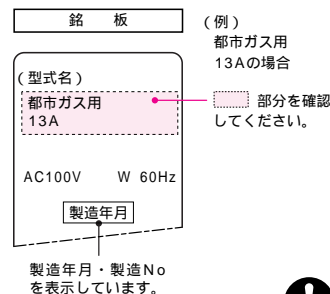 銘 板
(例)
都市ガス用
13Aの場合
(型式名)
都市ガス用
13A
部分を確認
してください。
AC100V W 60Hz
製造年月
製造年月・製造No
を表示しています。